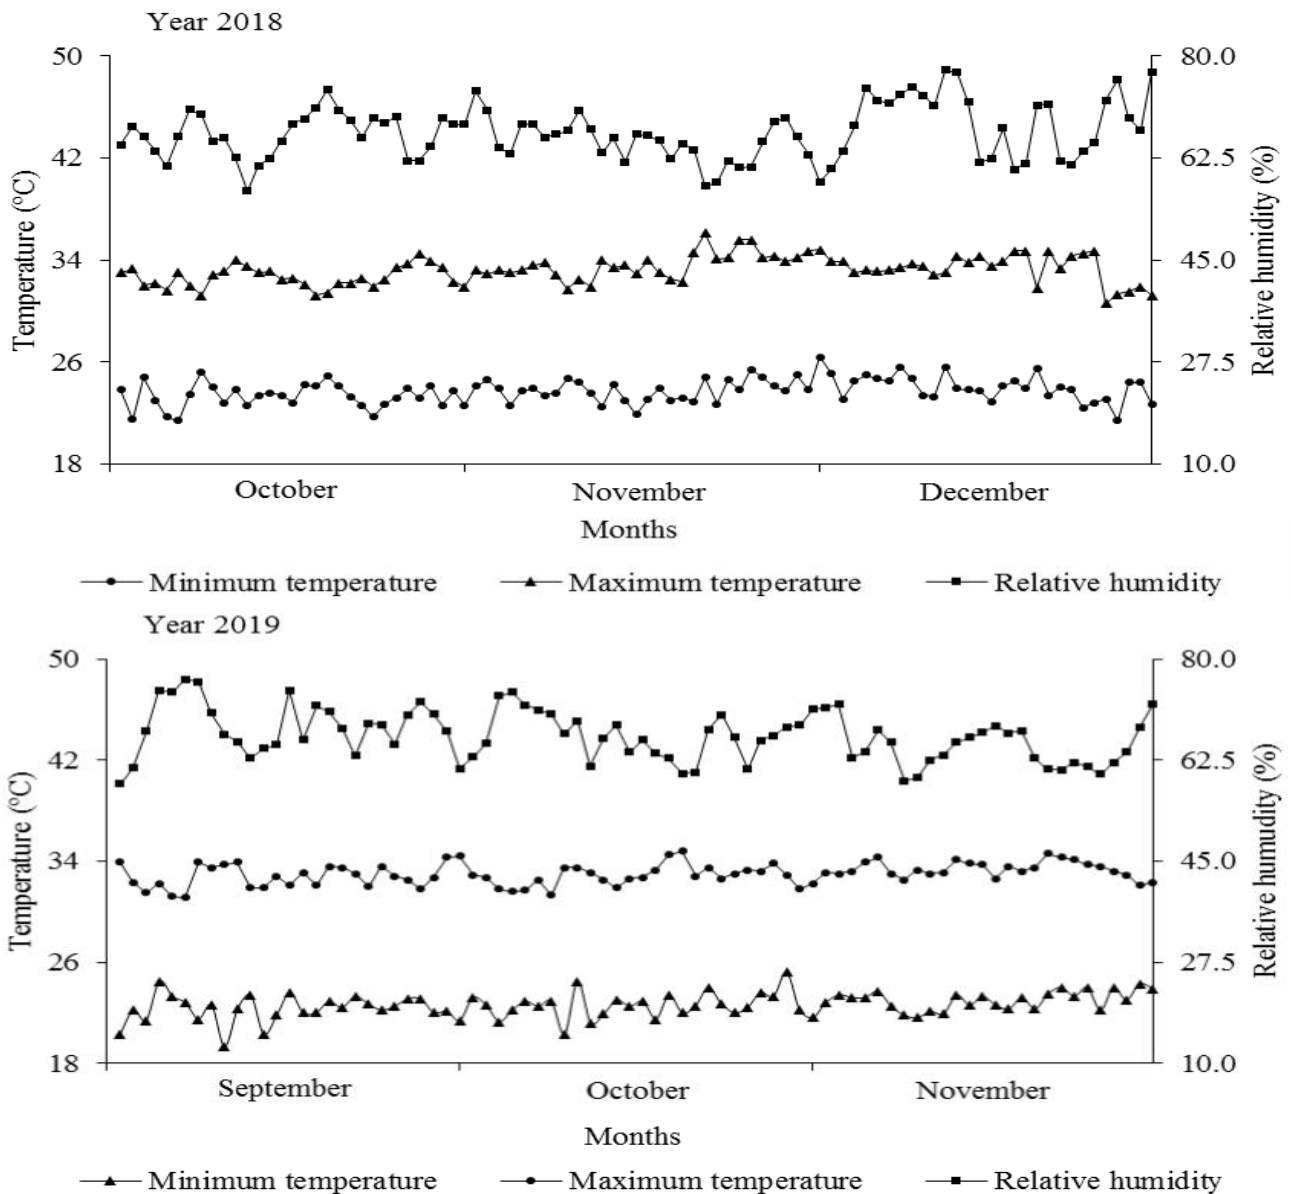 Year 2018
50
42
34
26
18
Temperature (°C)
80.0
62.5
45.0
27.5
10.0
Relative humidity (%)
October November December
Months
Minimum temperature Maximum temperature Relative humidity
Year 2019
50
42
34
26
18
Temperature (°C)
80.0
62.5
45.0
27.5
10.0
Relative humudity (%)
September October November
Months
Minimum temperature Maximum temperature Relative humidity